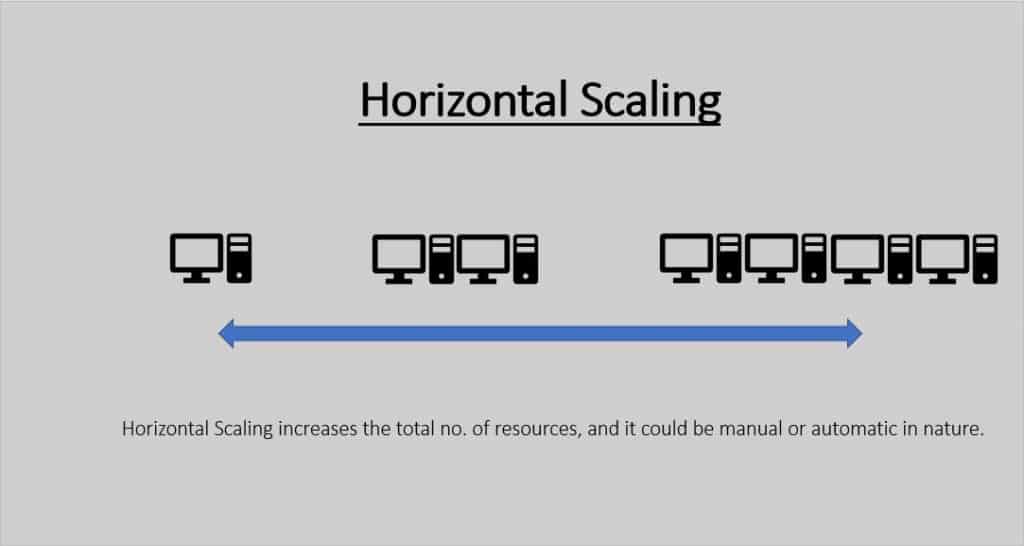 Horizontal Scaling
Horizontal Scaling increases the total no. of resources, and it could be manual or automatic in nature.